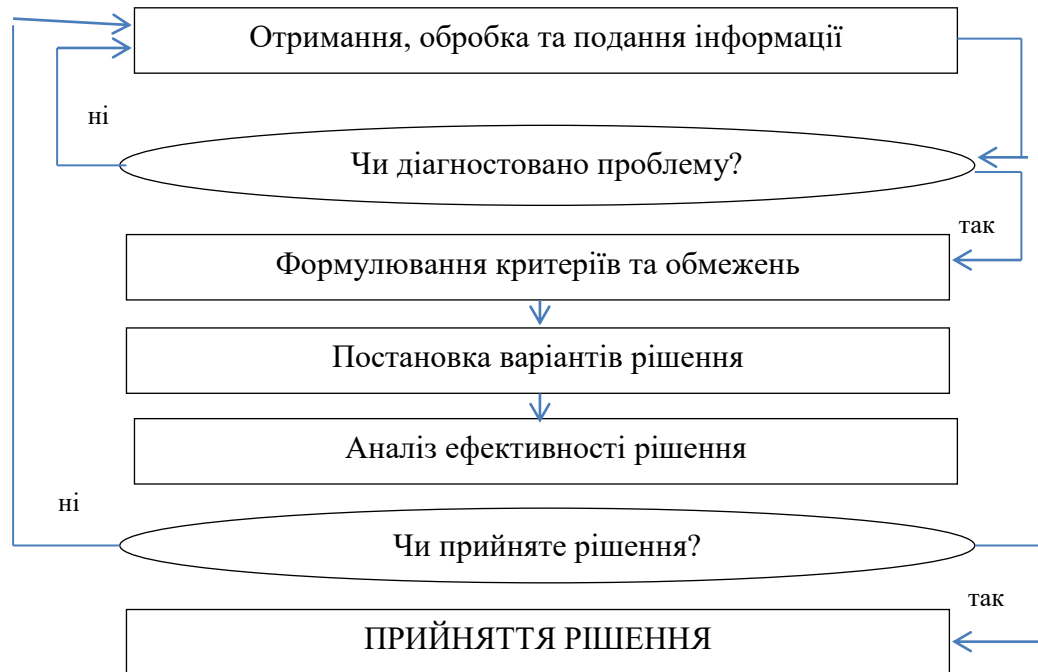 Отримання, обробка та подання інформації
ні
Чи діагностовано проблему?
так
Формулювання критеріїв та обмежень
Постановка варіантів рішення
Аналіз ефективності рішення
ні
Чи прийняте рішення?
так
ПРИЙНЯТТЯ РІШЕННЯ